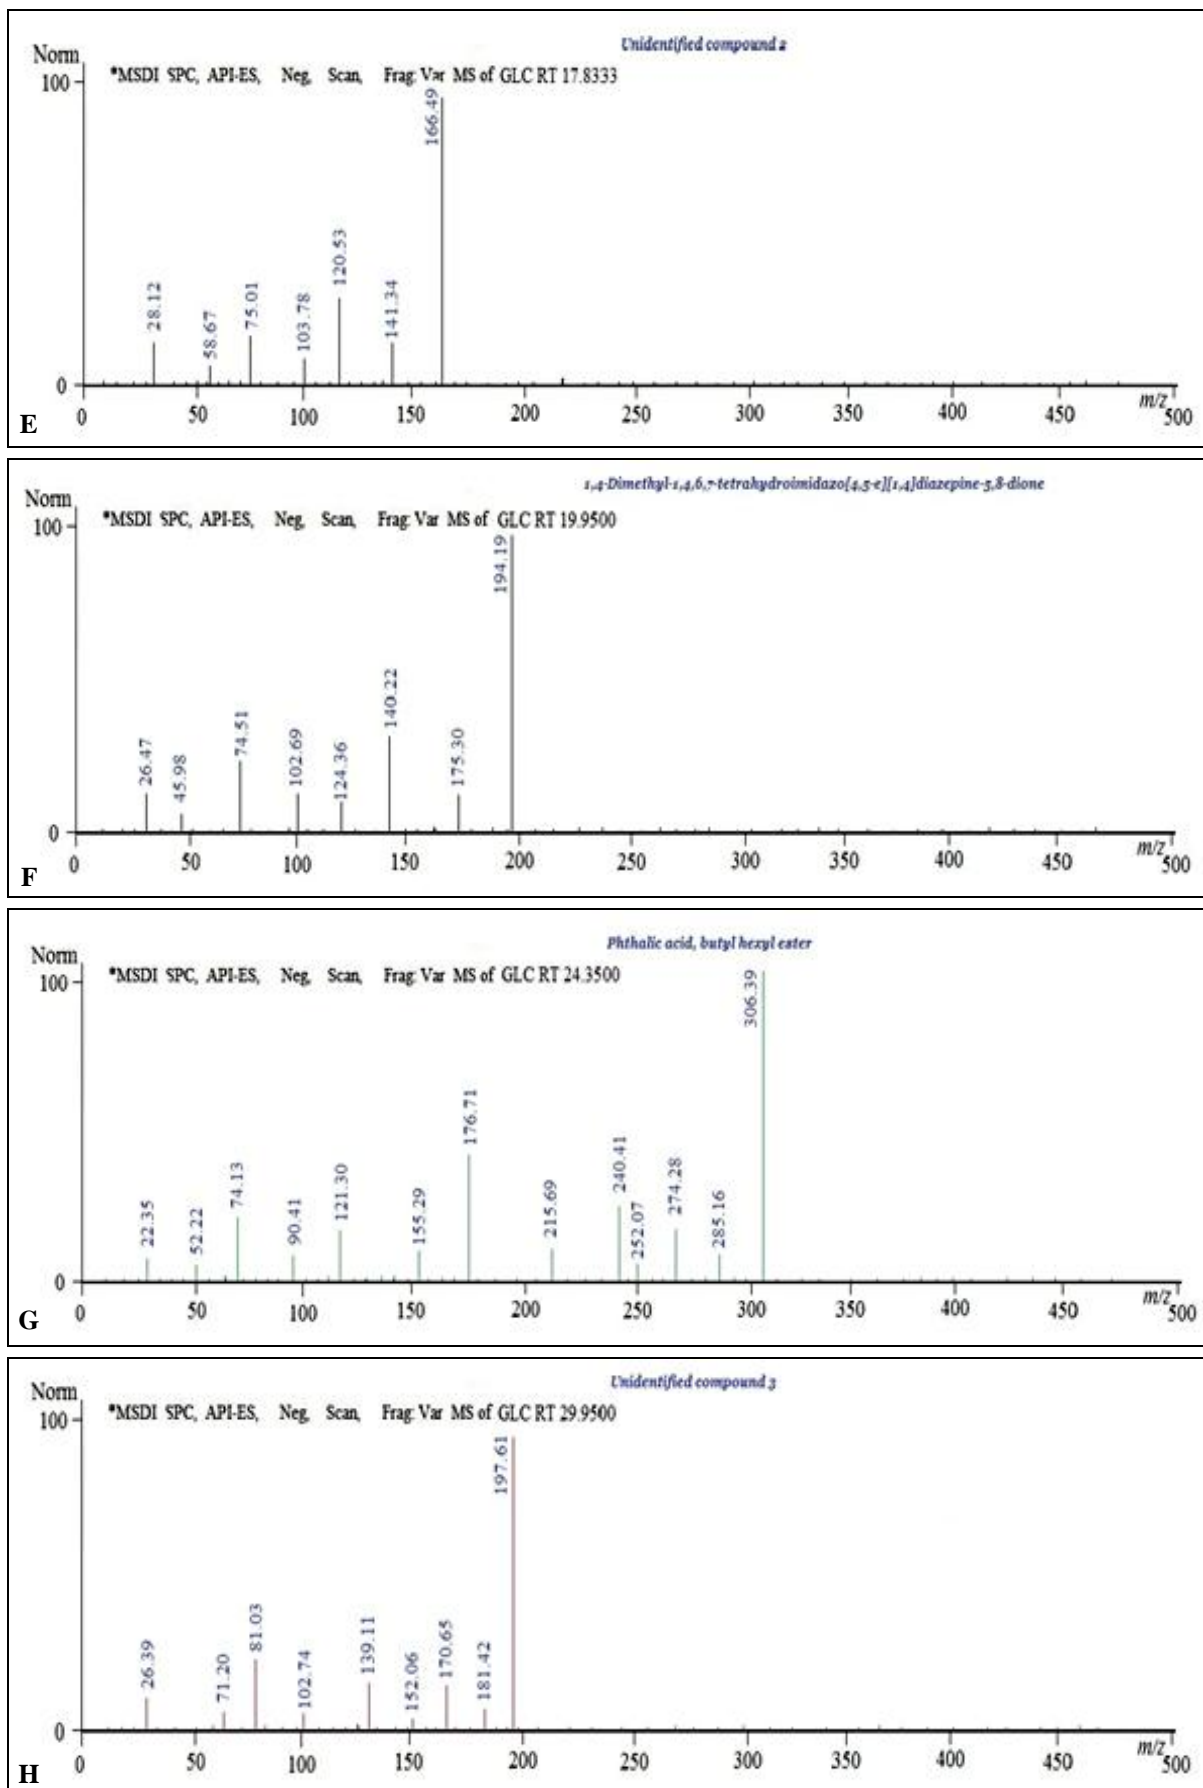 Unidentified compound 2
Norm
*MSDI SPC, API-ES, Neg, Scan, Frag: Var MS of GLC RT 17.8333
100
166.49
120.53
28.12
58.67
75.01
103.78
141.34
0
0 50 100 150 200 250 300 350 400 450 m/z 500
E
1,4-Dimethyl-1,4,6,7-tetrahydroimidazo[4,5-e][1,4]diazepine-5,8-dione
Norm
*MSDI SPC, API-ES, Neg, Scan, Frag: Var MS of GLC RT 19.9500
100
194.19
140.22
26.47
45.98
74.51
102.69
124.36
175.30
0
0 50 100 150 200 250 300 350 400 450 m/z 500
F
Phthalic acid, butyl hexyl ester
Norm
*MSDI SPC, API-ES, Neg, Scan, Frag: Var MS of GLC RT 24.3500
100
306.39
176.71
22.35
52.22
74.13
90.41
121.30
155.29
215.69
240.41
252.07
274.28
285.16
0
0 50 100 150 200 250 300 350 400 450 m/z 500
G
Unidentified compound 3
Norm
*MSDI SPC, API-ES, Neg, Scan, Frag: Var MS of GLC RT 29.9500
100
197.61
26.39
71.20
81.03
102.74
139.11
152.06
170.65
181.42
0
0 50 100 150 200 250 300 350 400 450 m/z 500
H